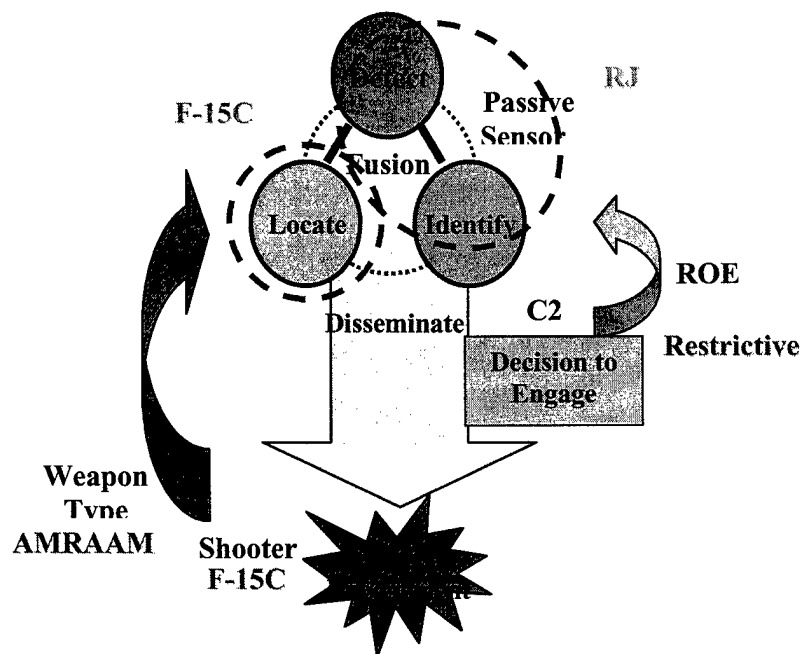 Detect
RJ
F-15C
Passive
Sensor
Fusion
Locate
Identify
ROE
C2
Disseminate
Restrictive
Decision to
Engage
Weapon
Type
AMRAAM
Shooter
F-15C